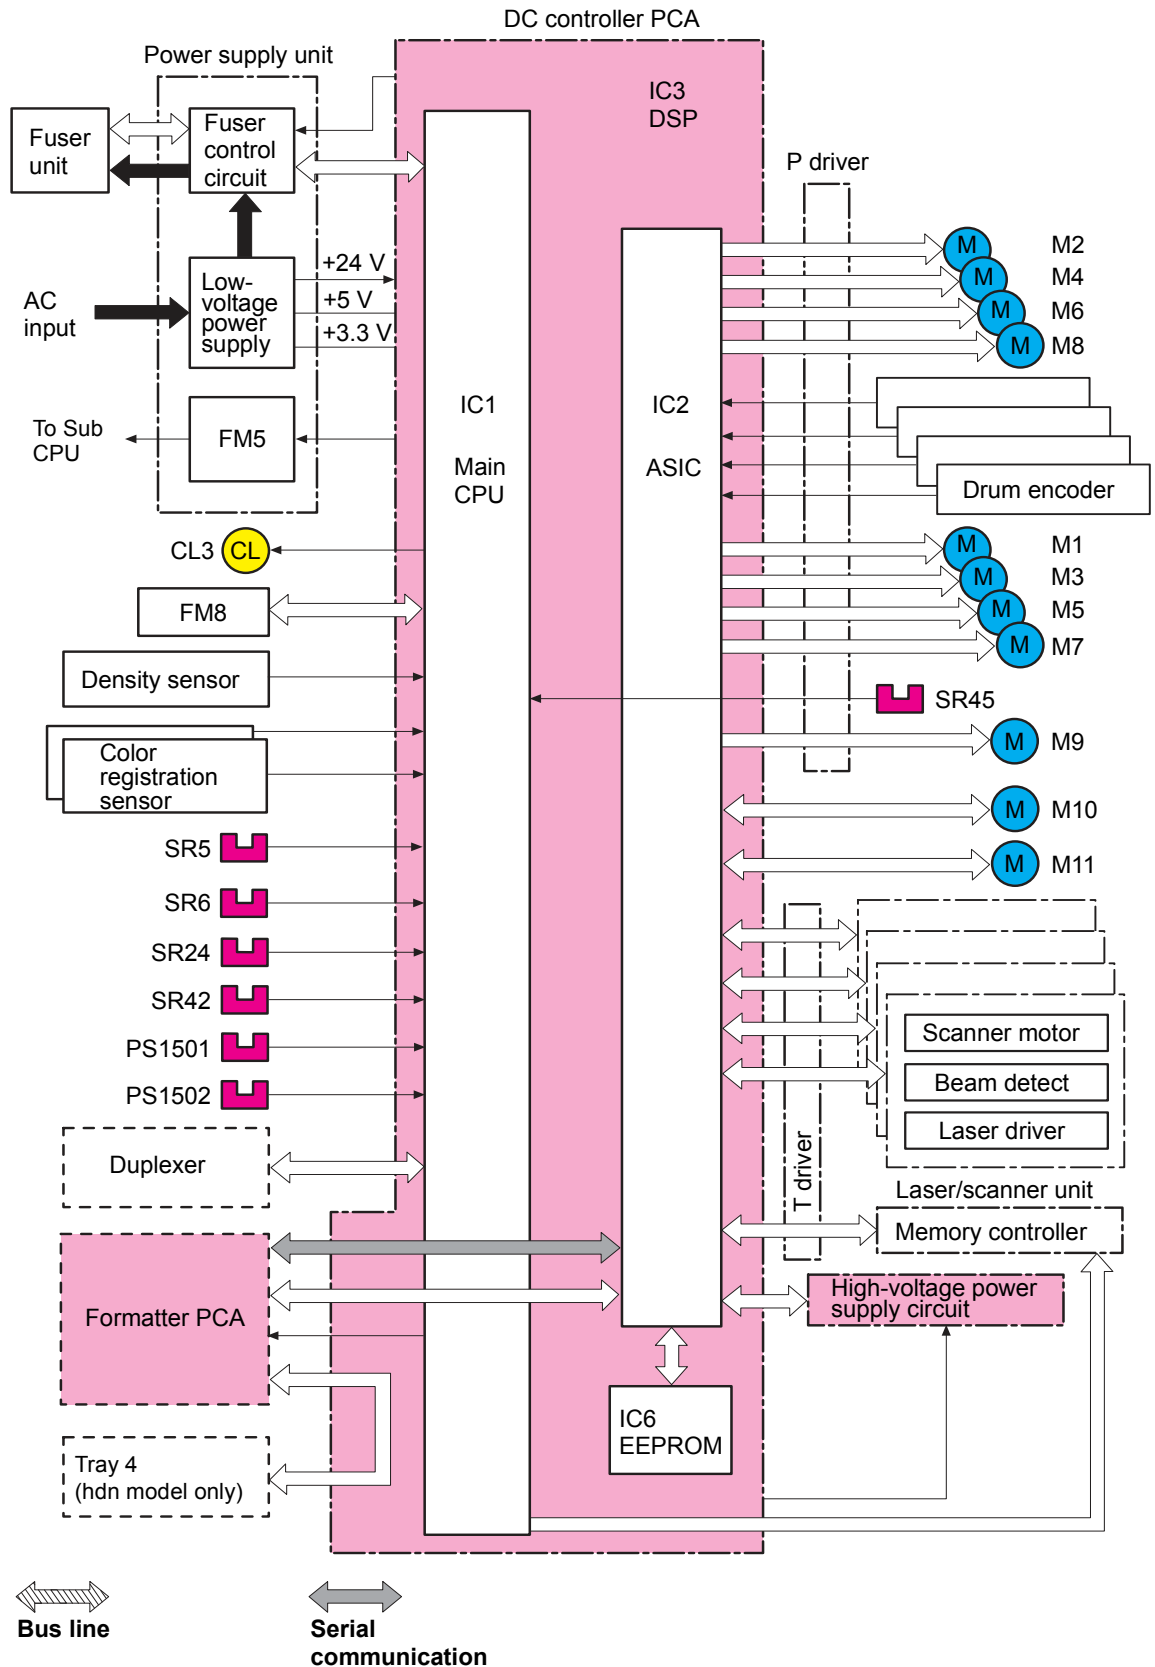 DC controller PCA
Power supply unit
IC3
DSP
Fuser
unit
Fuser
control
circuit
P driver
AC
input
Low-
voltage
power
supply
+24 V
+5 V
+3.3 V
M M2
M M4
M M6
M M8
To Sub
CPU
FM5
IC1
Main
CPU
IC2
ASIC
Drum encoder
CL3 CL
M M1
M M3
M M5
M M7
FM8
Density sensor
SR45
Color
registration
sensor
M M9
M M10
M M11
SR5
SR6
SR24
SR42
PS1501
PS1502
Scanner motor
Beam detect
Laser driver
T driver
Laser/scanner unit
Duplexer
Memory controller
Formatter PCA
High-voltage power
supply circuit
IC6
EEPROM
Tray 4
(hdn model only)
Bus line
Serial
communication